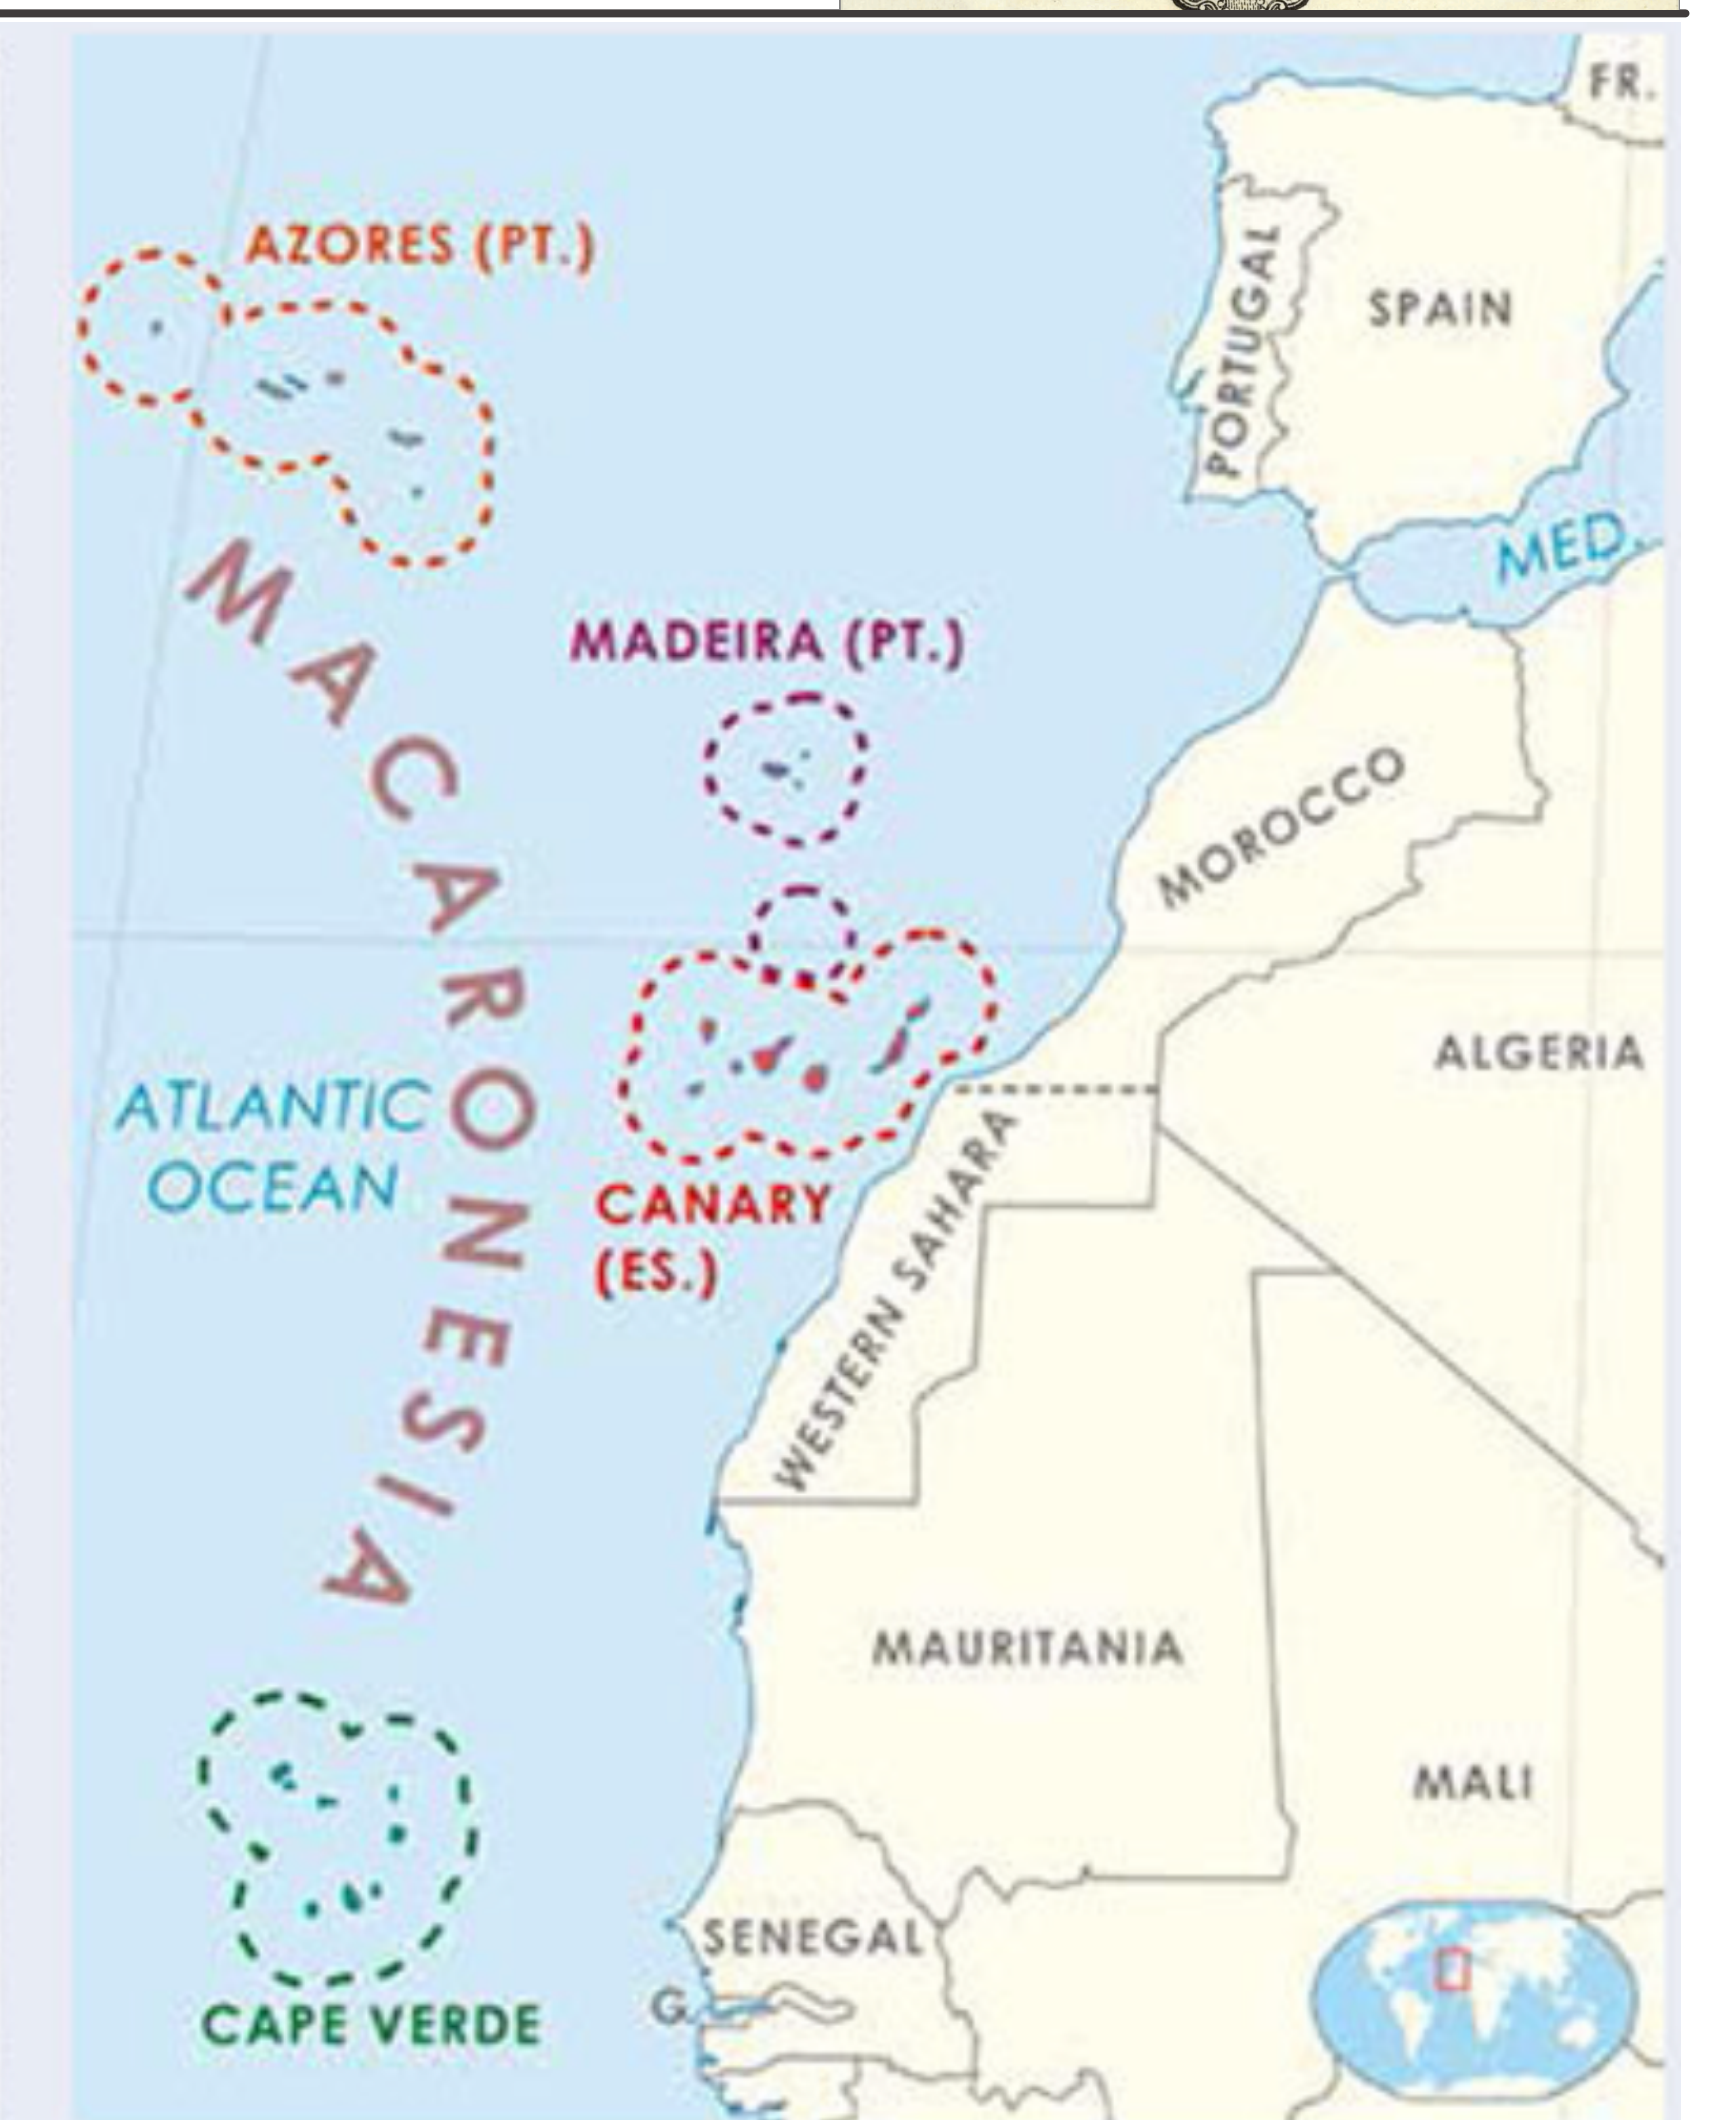 FR.
AZORES (PT.)
PORTUGAL
SPAIN
MED.
MACARONESIA
MADEIRA (PT.)
MOROCCO
ALGERIA
ATLANTIC
OCEAN
CANARY
(ES.)
WESTERN SAHARA
MAURITANIA
MALI
SENEGAL
G.
CAPE VERDE